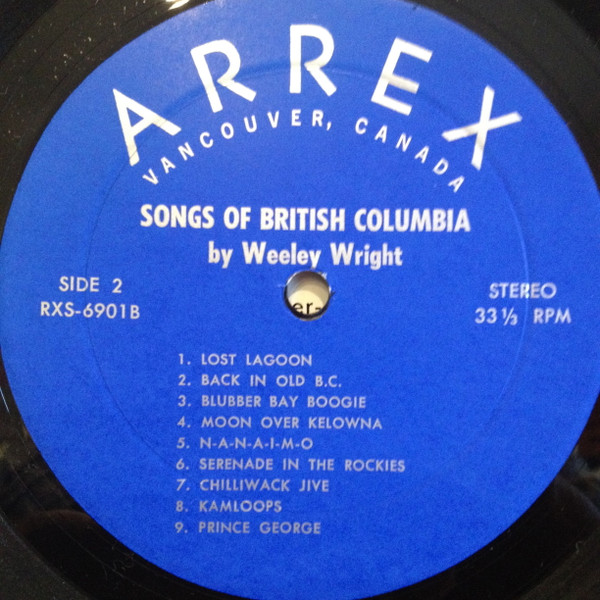 ARREX
VANCOUVER, CANADA
SONGS OF BRITISH COLUMBIA
by Weeley Wright
SIDE 2
RXS-6901B
STEREO
33 ⅓ RPM
er-
1. LOST LAGOON
2. BACK IN OLD B.C.
3. BLUBBER BAY BOOGIE
4. MOON OVER KELOWNA
5. N-A-N-A-I-M-O
6. SERENADE IN THE ROCKIES
7. CHILLIWACK JIVE
8. KAMLOOPS
9. PRINCE GEORGE